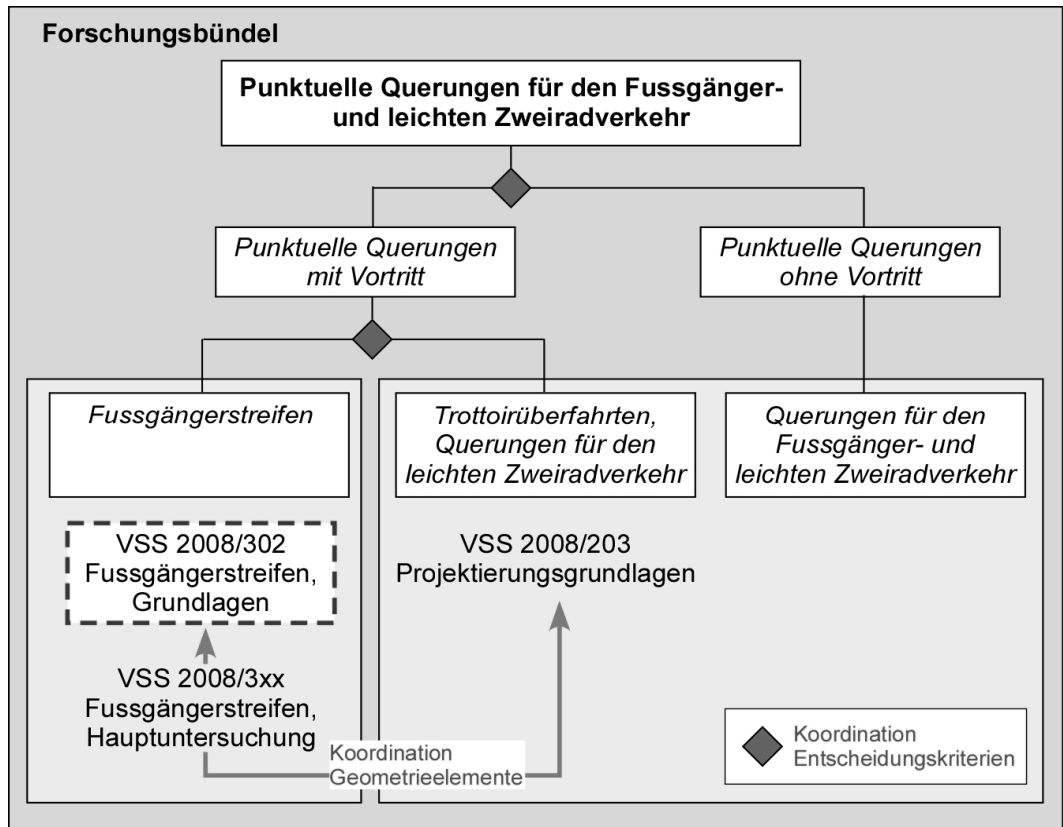 Forschungsbündel
Punktuelle Querungen für den Fussgänger-
und leichten Zweiradverkehr
Punktuelle Querungen
mit Vortritt
Punktuelle Querungen
ohne Vortritt
Fussgängerstreifen
Trottoirüberfahrten,
Querungen für den
leichten Zweiradverkehr
Querungen für den
Fussgänger- und
leichten Zweiradverkehr
VSS 2008/302
Fussgängerstreifen,
Grundlagen
VSS 2008/203
Projektierungsgrundlagen
VSS 2008/3xx
Fussgängerstreifen,
Hauptuntersuchung
Koordination
Geometrieelemente
Koordination
Entscheidungskriterien